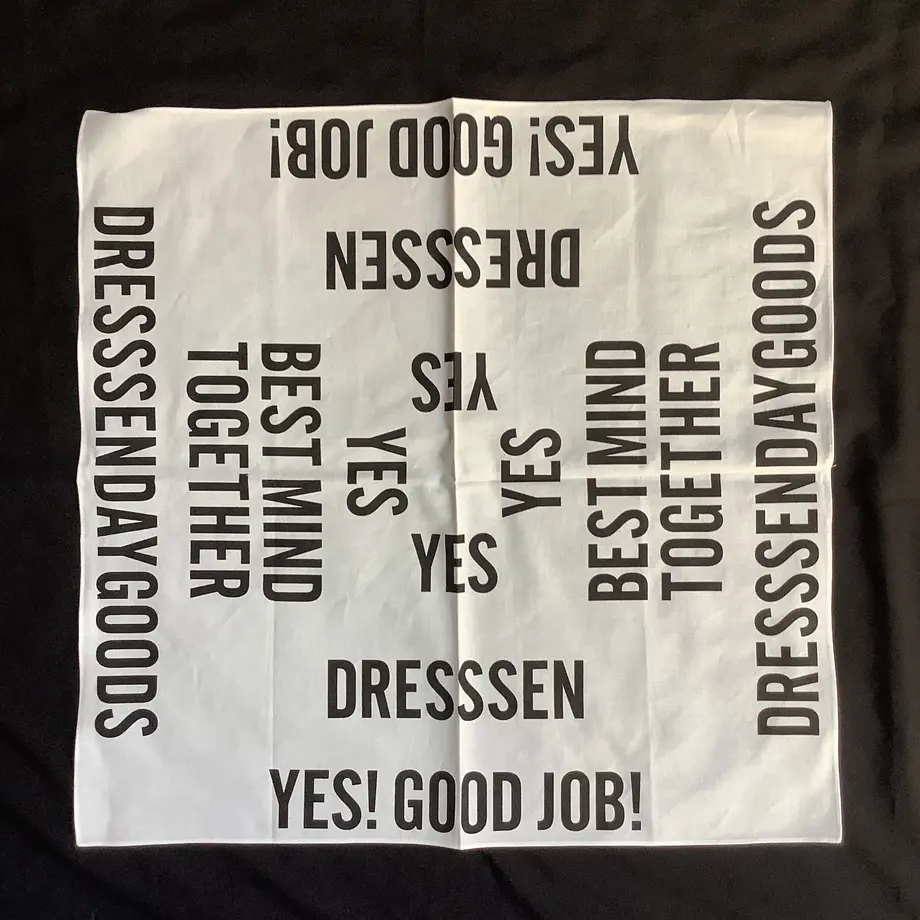 YES! GOOD JOB!
DRESSSEN
DRESSSENDAYGOODS
BEST MIND
TOGETHER
YES
YES
YES
YES
BEST MIND
TOGETHER
DRESSSENDAYGOODS
DRESSSEN
YES! GOOD JOB!